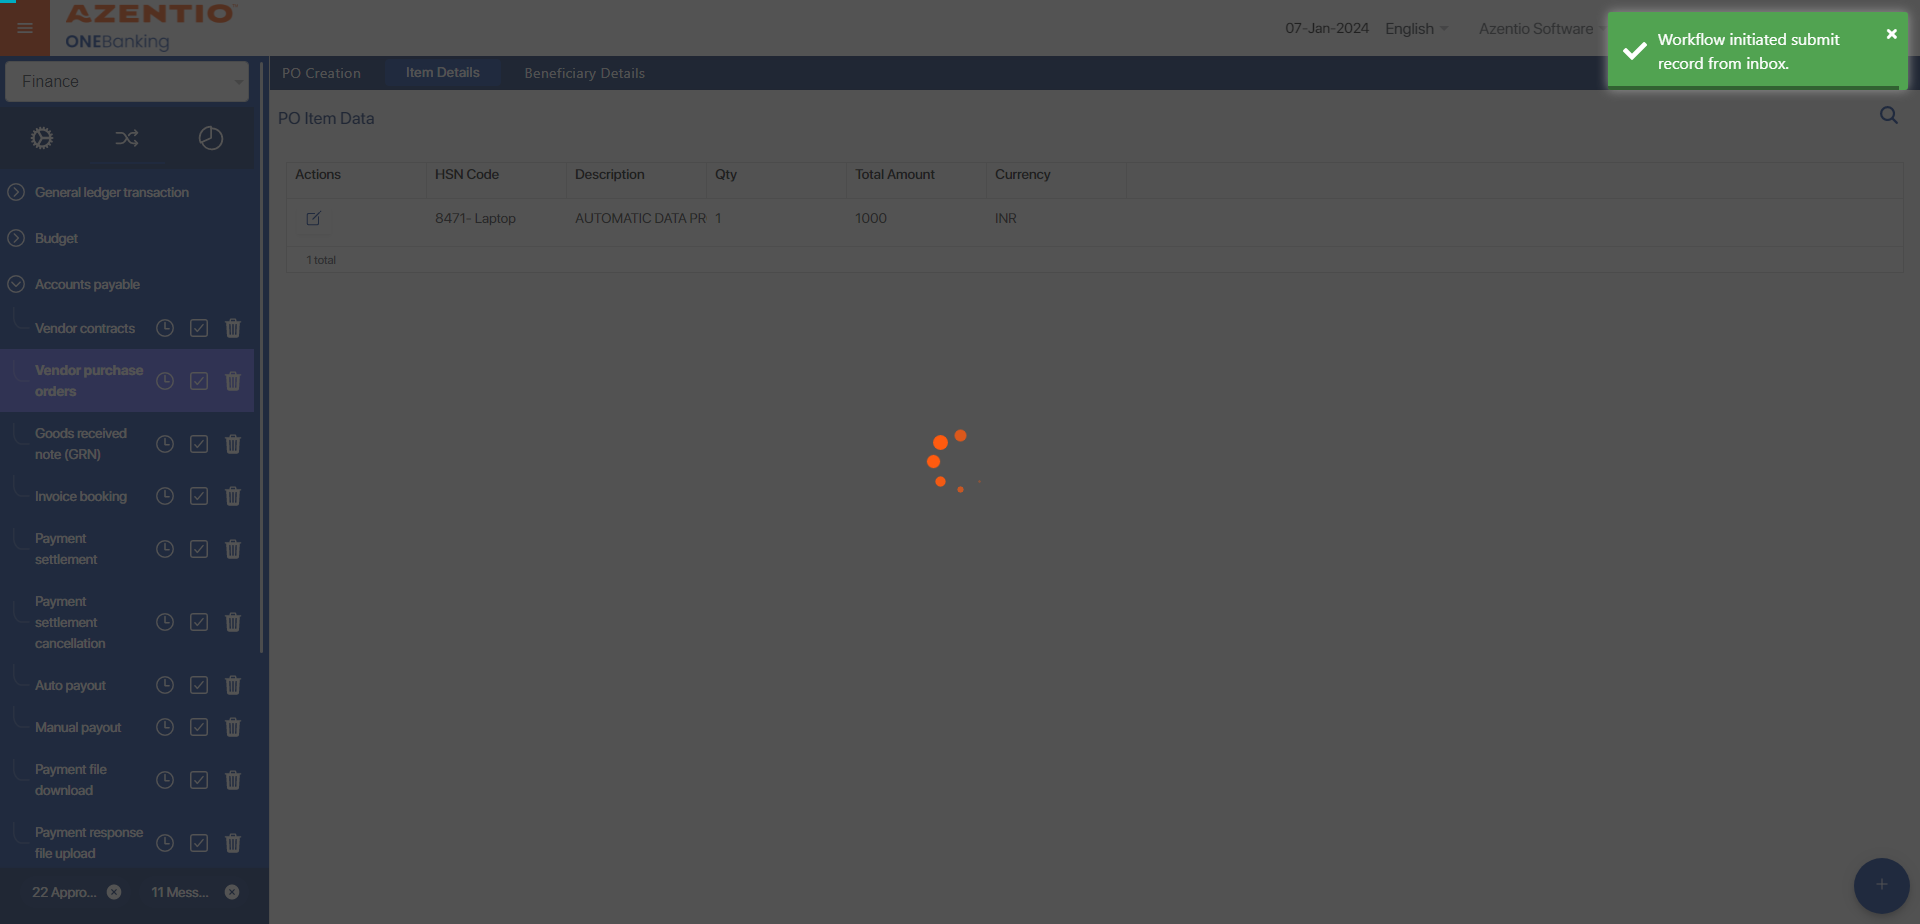 AZENTIO
ONEBanking
07-Jan-2024
English
Azentio Software
Workflow initiated submit
record from inbox.
Finance
PO Creation
Item Details
Beneficiary Details
PO Item Data
Actions
HSN Code
Description
Qty
Total Amount
Currency
8471- Laptop
AUTOMATIC DATA PR
1
1000
INR
1 total
General ledger transaction
Budget
Accounts payable
Vendor contracts
Vendor purchase
orders
Goods received
note (GRN)
Invoice booking
Payment
settlement
Payment
settlement
cancellation
Auto payout
Manual payout
Payment file
download
Payment response
file upload
22 Appro...
11 Mess...